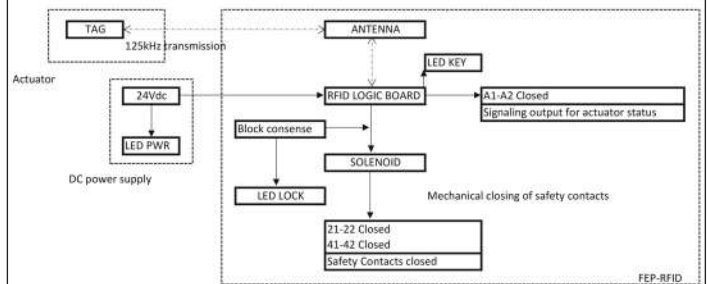 TAG
ANTENNA
125kHz transmission
LED KEY
Actuator
24Vdc
RFID LOGIC BOARD
A1-A2 Closed
Signaling output for actuator status
Block consense
LED PWR
SOLENOID
DC power supply
LED LOCK
Mechanical closing of safety contacts
21-22 Closed
41-42 Closed
Safety Contacts closed
FEP-RFID